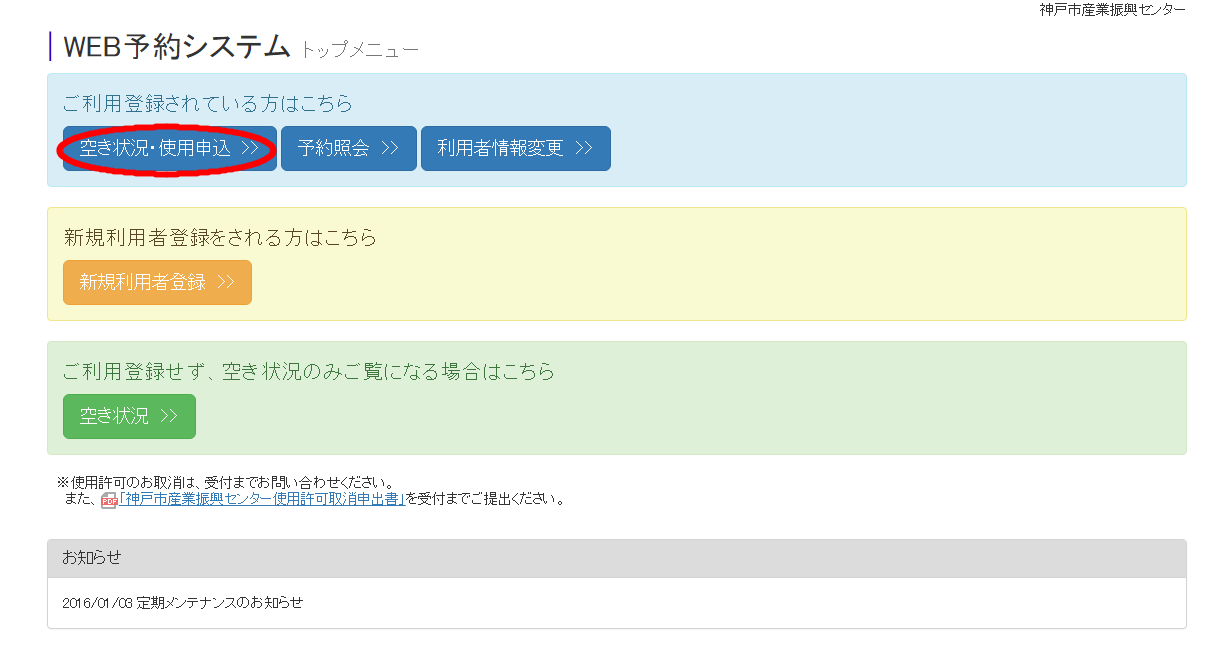 神戸市産業振興センター
WEB予約システム トップメニュー
ご利用登録されている方はこちら
空き状況・使用申込 >> 予約照会 >> 利用者情報変更 >>
新規利用者登録をされる方はこちら
新規利用者登録 >>
ご利用登録せず、空き状況のみご覧になる場合はこちら
空き状況 >>
※使用許可のお取消は、受付までお問い合わせください。
また、PDF「神戸市産業振興センター使用許可取消申出書」を受付までご提出ください。
お知らせ
2016/01/03 定期メンテナンスのお知らせ